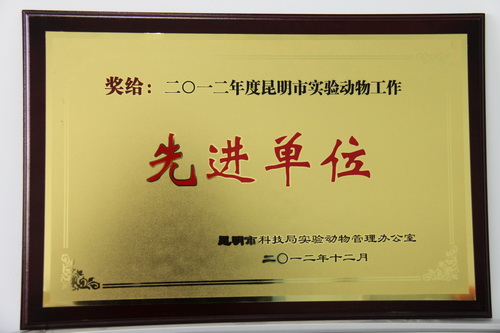 奖给：二〇一二年度昆明市实验动物工作
先进单位
昆明市科技局实验动物管理办公室
二〇一二年十二月